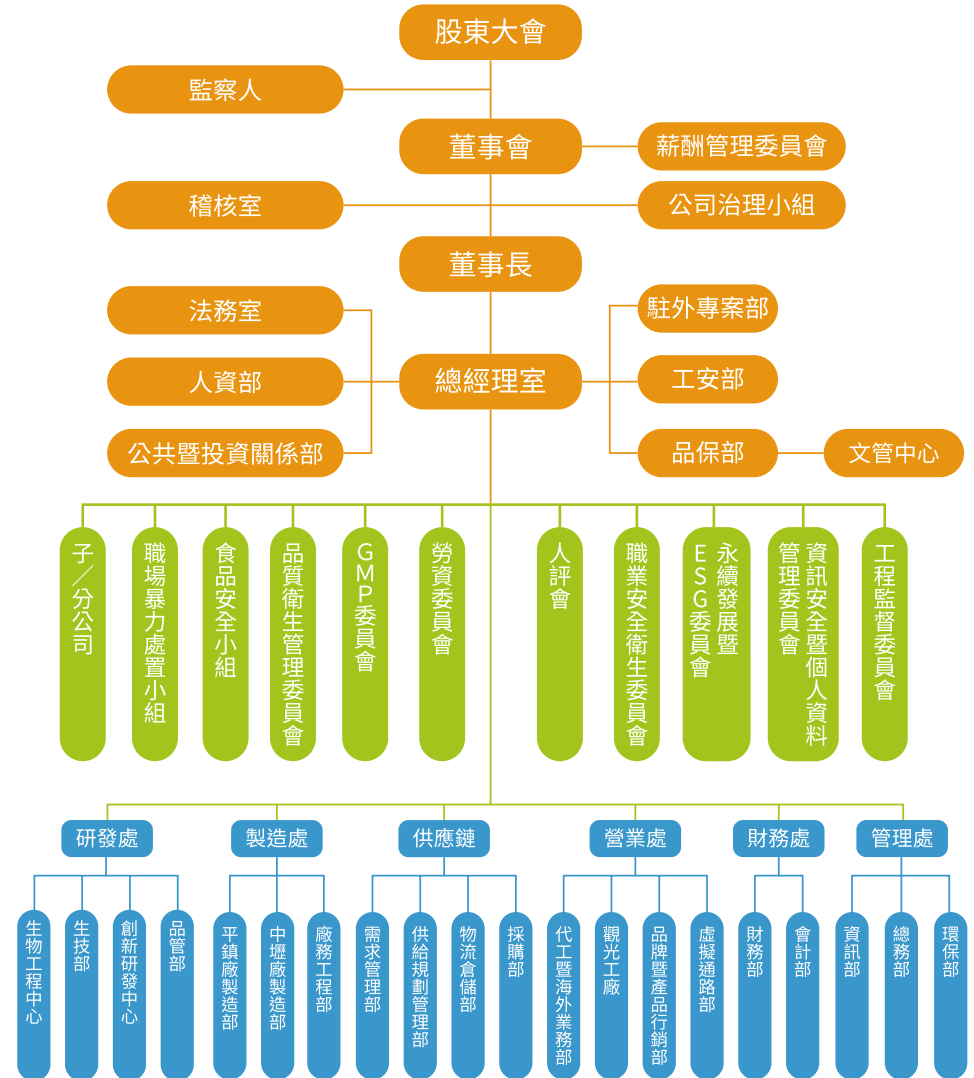 股東大會
監察人
董事會
薪酬管理委員會
稽核室
公司治理小組
董事長
法務室
駐外專案部
人資部
總經理室
工安部
公共暨投資關係部
品保部
文管中心
子／分公司
職場暴力處置小組
食品安全小組
品質衛生管理委員會
GMP委員會
勞資委員會
人評會
職業安全衛生委員會
永續發展暨
ESG委員會
資訊安全暨個人資料
管理委員會
工程監督委員會
研發處
製造處
供應鏈
營業處
財務處
管理處
生物工程中心
生技部
創新研發中心
品管部
平鎮廠製造部
中壢廠製造部
廠務工程部
需求管理部
供給規劃管理部
物流倉儲部
採購部
代工暨海外業務部
觀光工廠
品牌暨產品行銷部
虛擬通路部
財務部
會計部
資訊部
總務部
環保部